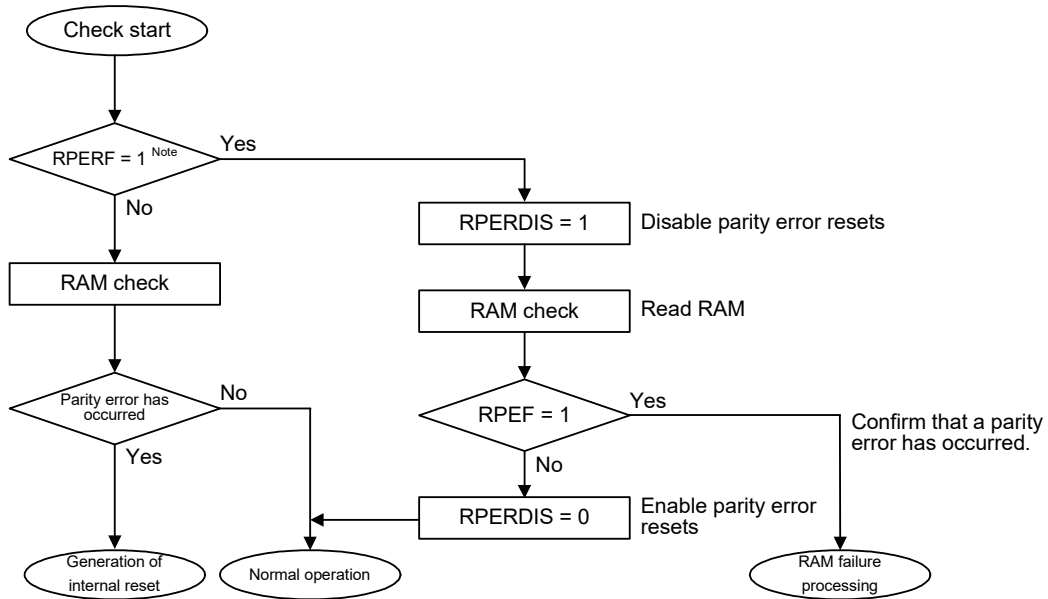 Check start
RPERF = 1 Note
Yes
No
RPERDIS = 1
Disable parity error resets
RAM check
RAM check
Read RAM
Parity error has
occurred
No
Yes
RPEF = 1
Yes
No
Confirm that a parity
error has occurred.
RPERDIS = 0
Enable parity error
resets
Generation of
internal reset
Normal operation
RAM failure
processing